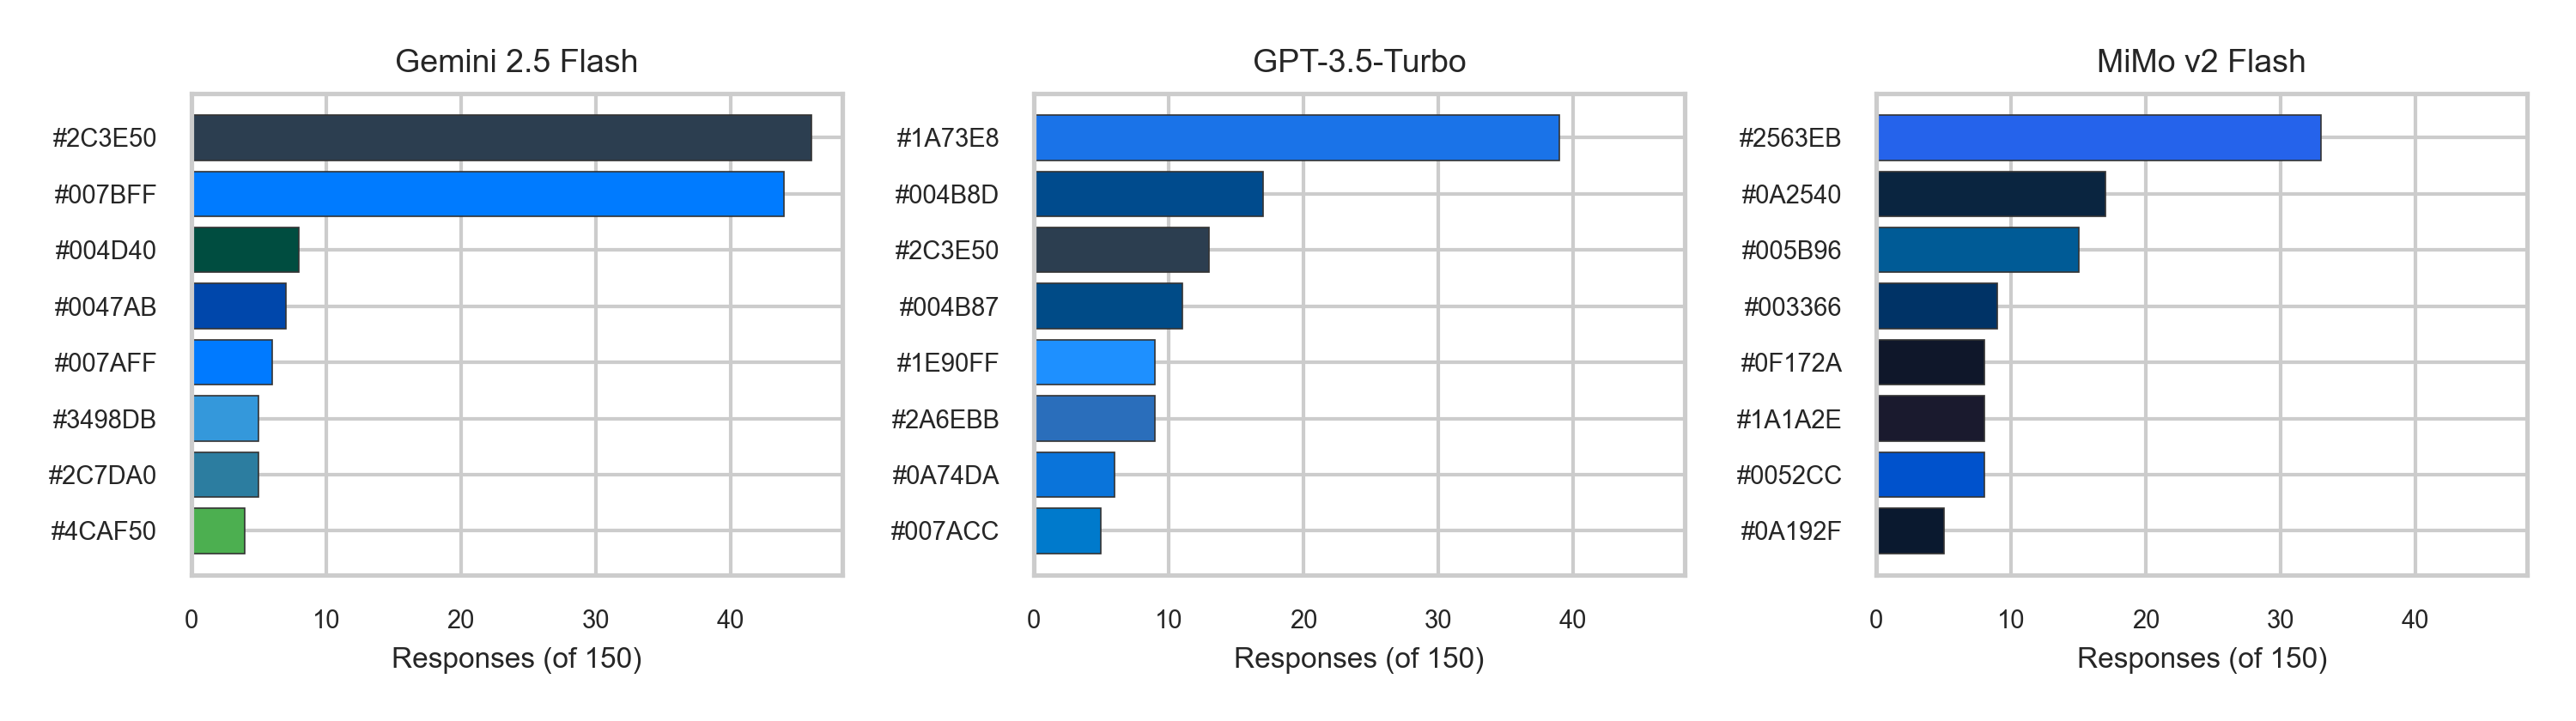 Gemini 2.5 Flash
#2C3E50
#007BFF
#004D40
#0047AB
#007AFF
#3498DB
#2C7DA0
#4CAF50
0 10 20 30 40
Responses (of 150)
GPT-3.5-Turbo
#1A73E8
#004B8D
#2C3E50
#004B87
#1E90FF
#2A6EBB
#0A74DA
#007ACC
0 10 20 30 40
Responses (of 150)
MiMo v2 Flash
#2563EB
#0A2540
#005B96
#003366
#0F172A
#1A1A2E
#0052CC
#0A192F
0 10 20 30 40
Responses (of 150)